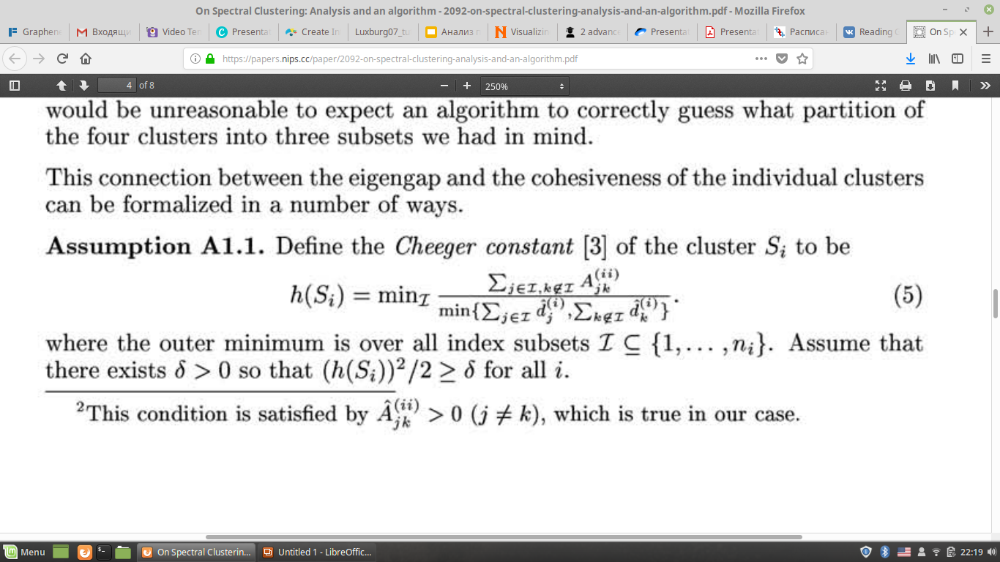 On Spectral Clustering: Analysis and an algorithm - 2092-on-spectral-clustering-analysis-and-an-algorithm.pdf - Mozilla Firefox
Graphen Входящи Video Ter Presenta Create In Luxburg07_tu Анализ г Visualizin 2 advanc Presenta Presenta Расписа Reading G On Sp
https://papers.nips.cc/paper/2092-on-spectral-clustering-analysis-and-an-algorithm.pdf
4 of 8 250%
would be unreasonable to expect an algorithm to correctly guess what partition of
the four clusters into three subsets we had in mind.
This connection between the eigengap and the cohesiveness of the individual clusters
can be formalized in a number of ways.
Assumption A1.1. Define the Cheeger constant [3] of the cluster $S_i$ to be
$h(S_i) = \min_{\mathcal{I}} \frac{\sum_{j \in \mathcal{I}, k \notin \mathcal{I}} A_{jk}^{(ii)}}{\min\{\sum_{j \in \mathcal{I}} \hat{d}_j^{(i)}, \sum_{k \notin \mathcal{I}} \hat{d}_k^{(i)}\}}.$ (5)
where the outer minimum is over all index subsets $\mathcal{I} \subseteq \{1, \ldots, n_i\}$. Assume that
there exists $\delta > 0$ so that $(h(S_i))^2/2 \geq \delta$ for all $i$.
²This condition is satisfied by $\hat{A}_{jk}^{(ii)} > 0$ $(j \neq k)$, which is true in our case.
Menu On Spectral Clusterin... Untitled 1 - LibreOffic... 22:19